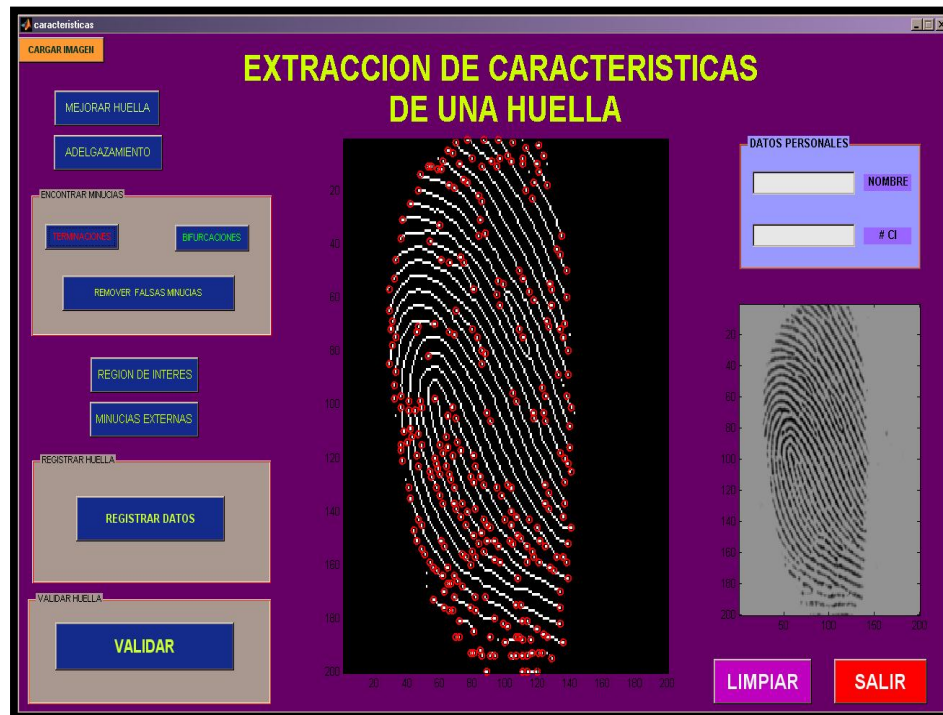 caracteristicas
CARGAR IMAGEN
EXTRACCION DE CARACTERISTICAS
DE UNA HUELLA
MEJORAR HUELLA
ADELGAZAMIENTO
ENCONTRAR MINUCIAS
TERMINACIONES
BIFURCACIONES
REMOVER FALSAS MINUCIAS
REGION DE INTERES
MINUCIAS EXTERNAS
REGISTRAR HUELLA
REGISTRAR DATOS
VALIDAR HUELLA
VALIDAR
20
40
60
80
100
120
140
160
180
200
20 40 60 80 100 120 140 160 180 200
DATOS PERSONALES
NOMBRE
# CI
20
40
60
80
100
120
140
160
180
200
50 100 150 200
LIMPIAR
SALIR